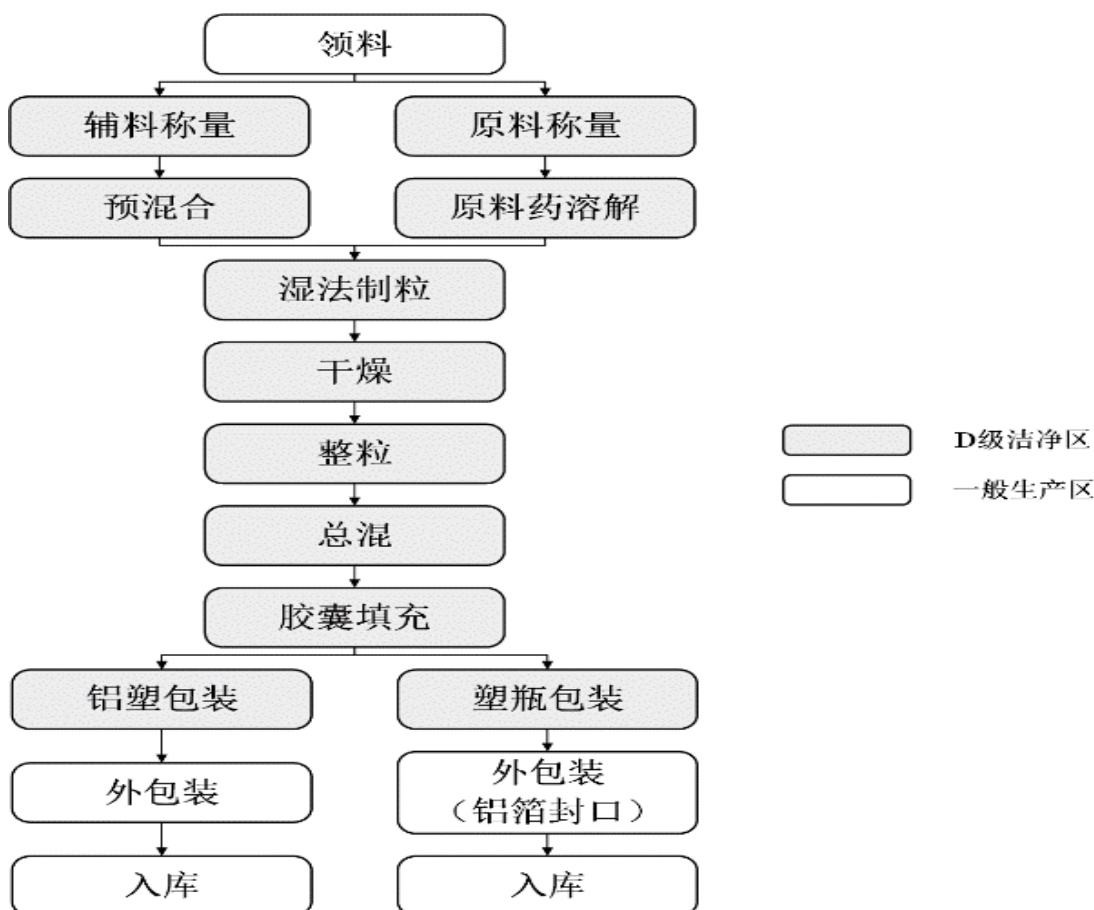 领料
辅料称量
原料称量
预混合
原料药溶解
湿法制粒
干燥
整粒
总混
胶囊填充
铝塑包装
塑瓶包装
外包装
外包装
（铝箔封口）
入库
入库
D级洁净区
一般生产区